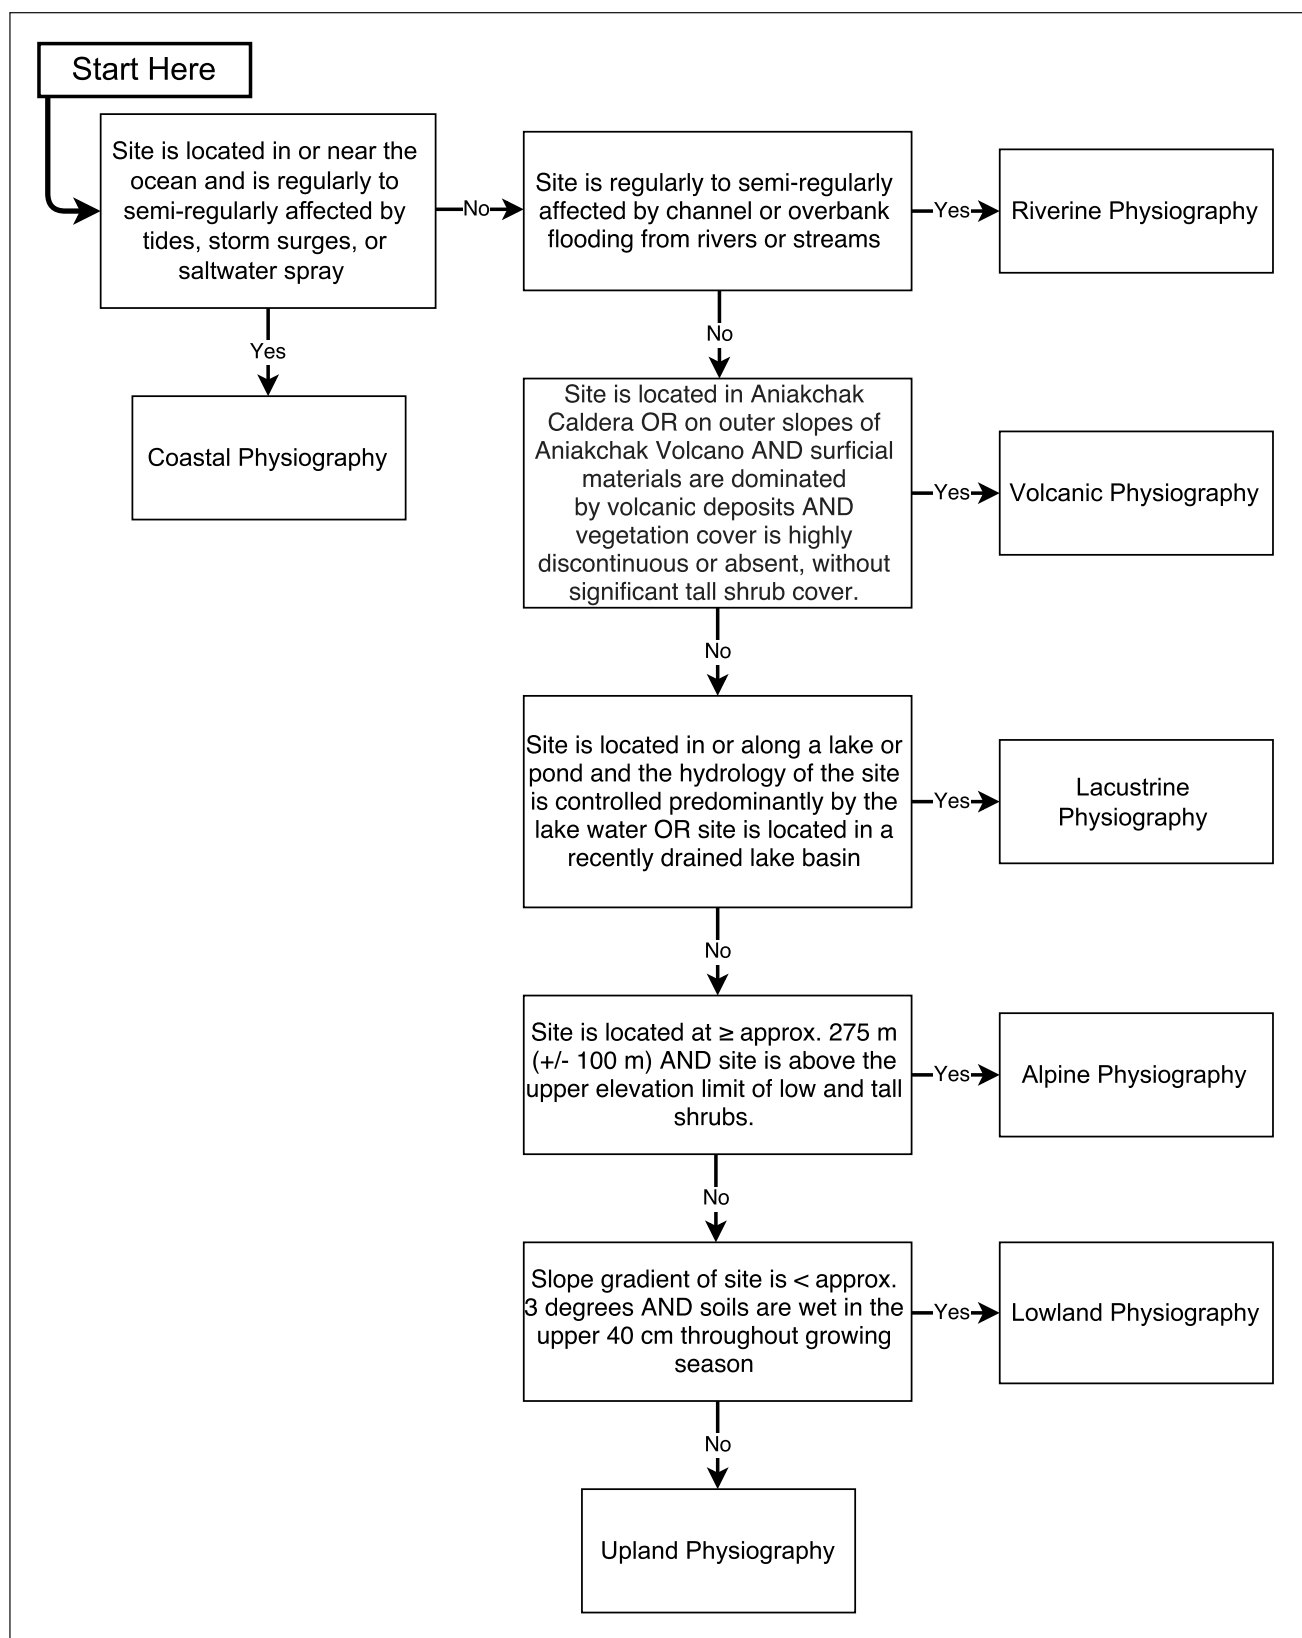 Start Here
Site is located in or near the
ocean and is regularly to
semi-regularly affected by
tides, storm surges, or
saltwater spray
No
Site is regularly to semi-regularly
affected by channel or overbank
flooding from rivers or streams
Yes
Riverine Physiography
Yes
Coastal Physiography
No
Site is located in Aniakchak
Caldera OR on outer slopes of
Aniakchak Volcano AND surficial
materials are dominated
by volcanic deposits AND
vegetation cover is highly
discontinuous or absent, without
significant tall shrub cover.
Yes
Volcanic Physiography
No
Site is located in or along a lake or
pond and the hydrology of the site
is controlled predominantly by the
lake water OR site is located in a
recently drained lake basin
Yes
Lacustrine
Physiography
No
Site is located at ≥ approx. 275 m
(+/- 100 m) AND site is above the
upper elevation limit of low and tall
shrubs.
Yes
Alpine Physiography
No
Slope gradient of site is < approx.
3 degrees AND soils are wet in the
upper 40 cm throughout growing
season
Yes
Lowland Physiography
No
Upland Physiography